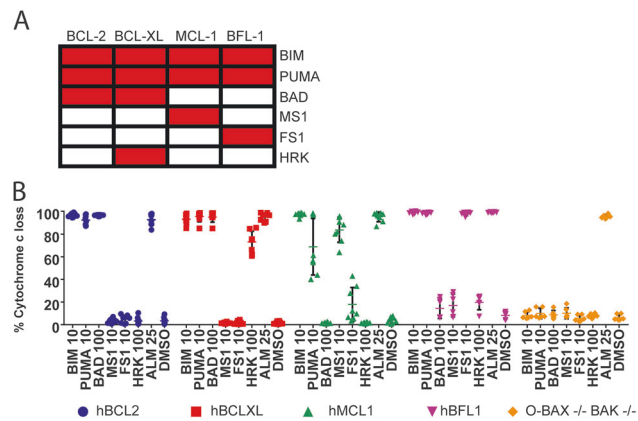 A
BCL-2 BCL-XL MCL-1 BFL-1
BIM
PUMA
BAD
MS1
FS1
HRK
B
% Cytochrome c loss
100
80
60
40
20
0
BIM 10 PUMA 10 BAD 100 MS1 10 FS1 10 HRK 100 ALM 25 DMSO BIM 10 PUMA 10 BAD 100 MS1 10 FS1 10 HRK 100 ALM 25 DMSO BIM 10 PUMA 10 BAD 100 MS1 10 FS1 10 HRK 100 ALM 25 DMSO BIM 10 PUMA 10 BAD 100 MS1 10 FS1 10 HRK 100 ALM 25 DMSO BIM 10 PUMA 10 BAD 100 MS1 10 FS1 10 HRK 100 ALM 25 DMSO
hBCL2 hBCLXL hMCL1 hBFL1 O-BAX -/- BAK -/-